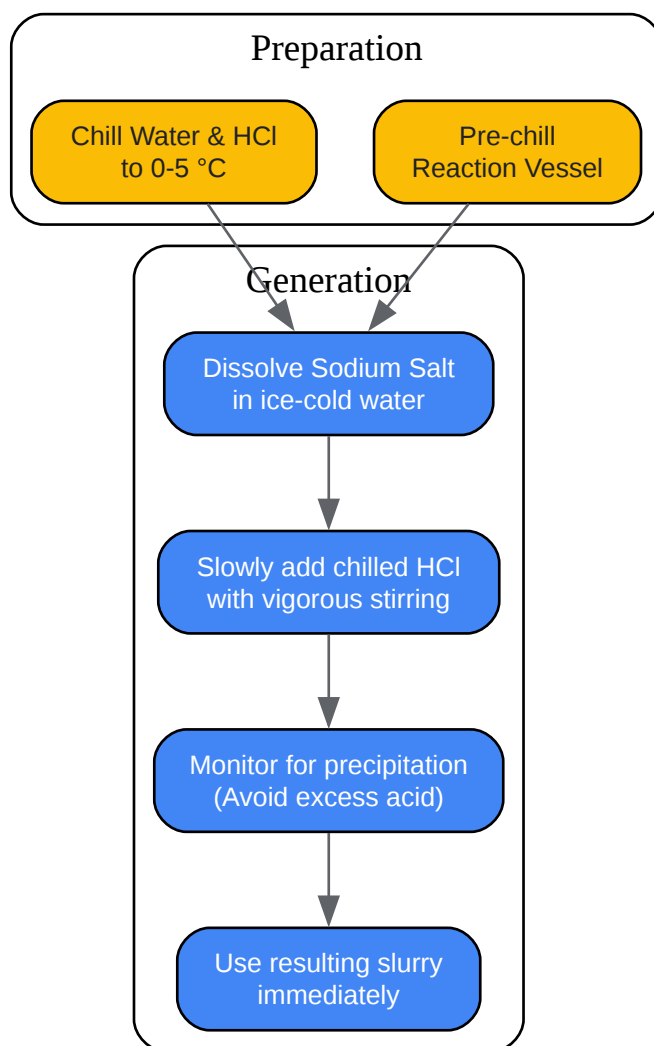 Preparation
Chill Water & HCl
to 0-5 °C
Pre-chill
Reaction Vessel
Generation
Dissolve Sodium Salt
in ice-cold water
Slowly add chilled HCl
with vigorous stirring
Monitor for precipitation
(Avoid excess acid)
Use resulting slurry
immediately